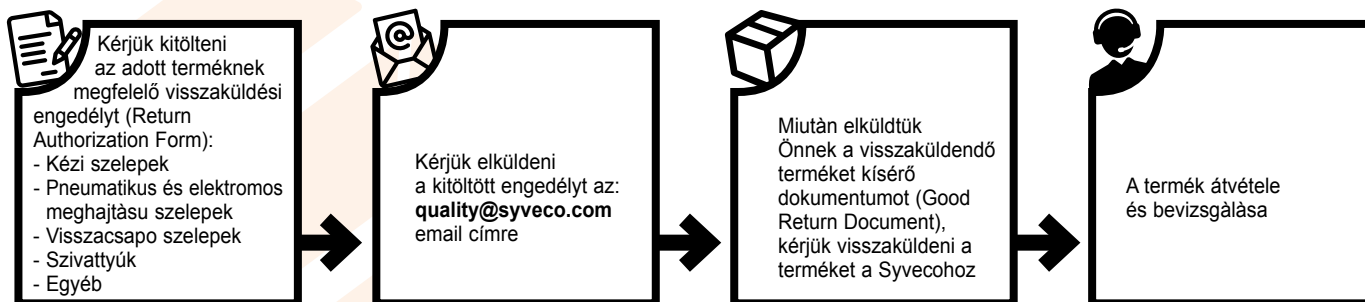 Kérjük kitölteni
az adott terméknek
megfelelő visszaküldési
engedélyt (Return
Authorization Form):
- Kézi szelepek
- Pneumatikus és elektromos
meghajtàsu szelepek
- Visszacsapo szelepek
- Szivattyúk
- Egyéb
Kérjük elküldeni
a kitöltött engedélyt az:
quality@syveco.com
email címre
Miutàn elküldtük
Önnek a visszaküldendő
terméket kísérő
dokumentumot (Good
Return Document),
kérjük visszaküldeni a
terméket a Syvecohoz
A termék átvétele
és bevizsgàlàsa